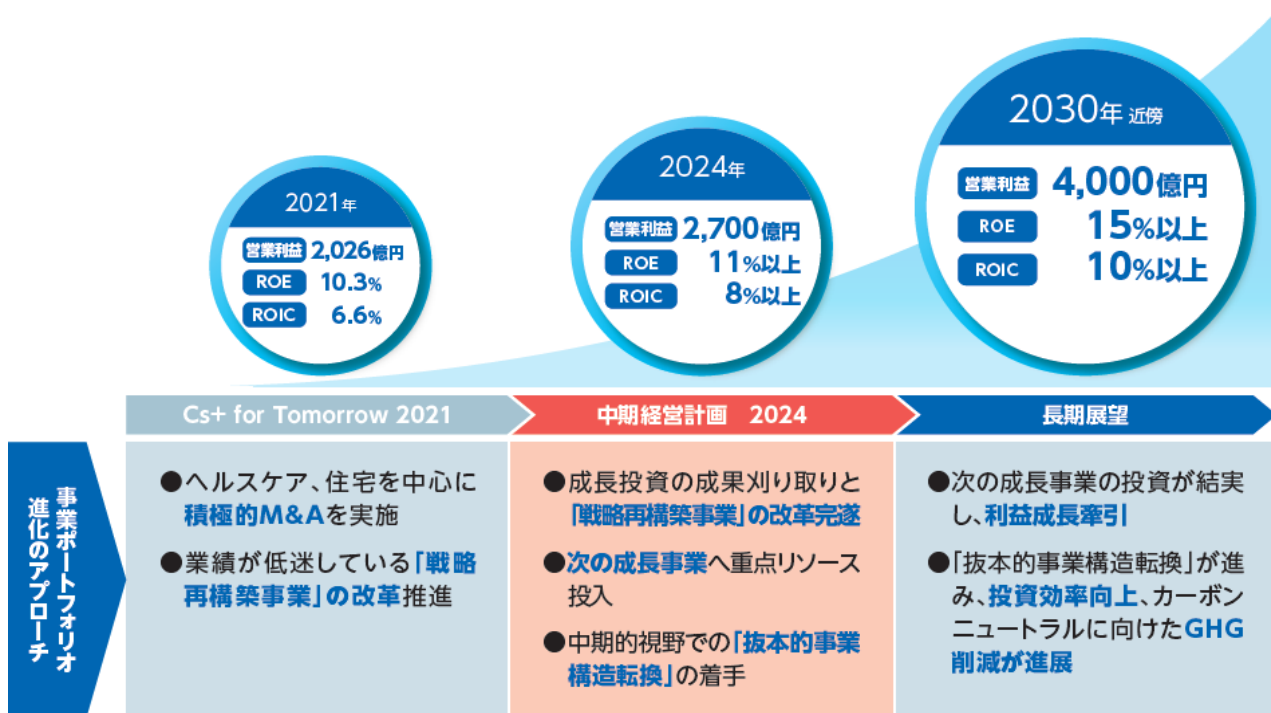 2021年
営業利益 2,026億円
ROE 10.3%
ROIC 6.6%
2024年
営業利益 2,700億円
ROE 11%以上
ROIC 8%以上
2030年 近傍
営業利益 4,000億円
ROE 15%以上
ROIC 10%以上
Cs+ for Tomorrow 2021
中期経営計画 2024
長期展望
事業ポートフォリオ
進化のアプローチ
●ヘルスケア、住宅を中心に
積極的M&Aを実施
●業績が低迷している「戦略
再構築事業」の改革推進
●成長投資の成果刈り取りと
「戦略再構築事業」の改革完遂
●次の成長事業へ重点リソース
投入
●中期的視野での「抜本的事業
構造転換」の着手
●次の成長事業の投資が結実
し、利益成長牽引
●「抜本的事業構造転換」が進
み、投資効率向上、カーボン
ニュートラルに向けたGHG
削減が進展